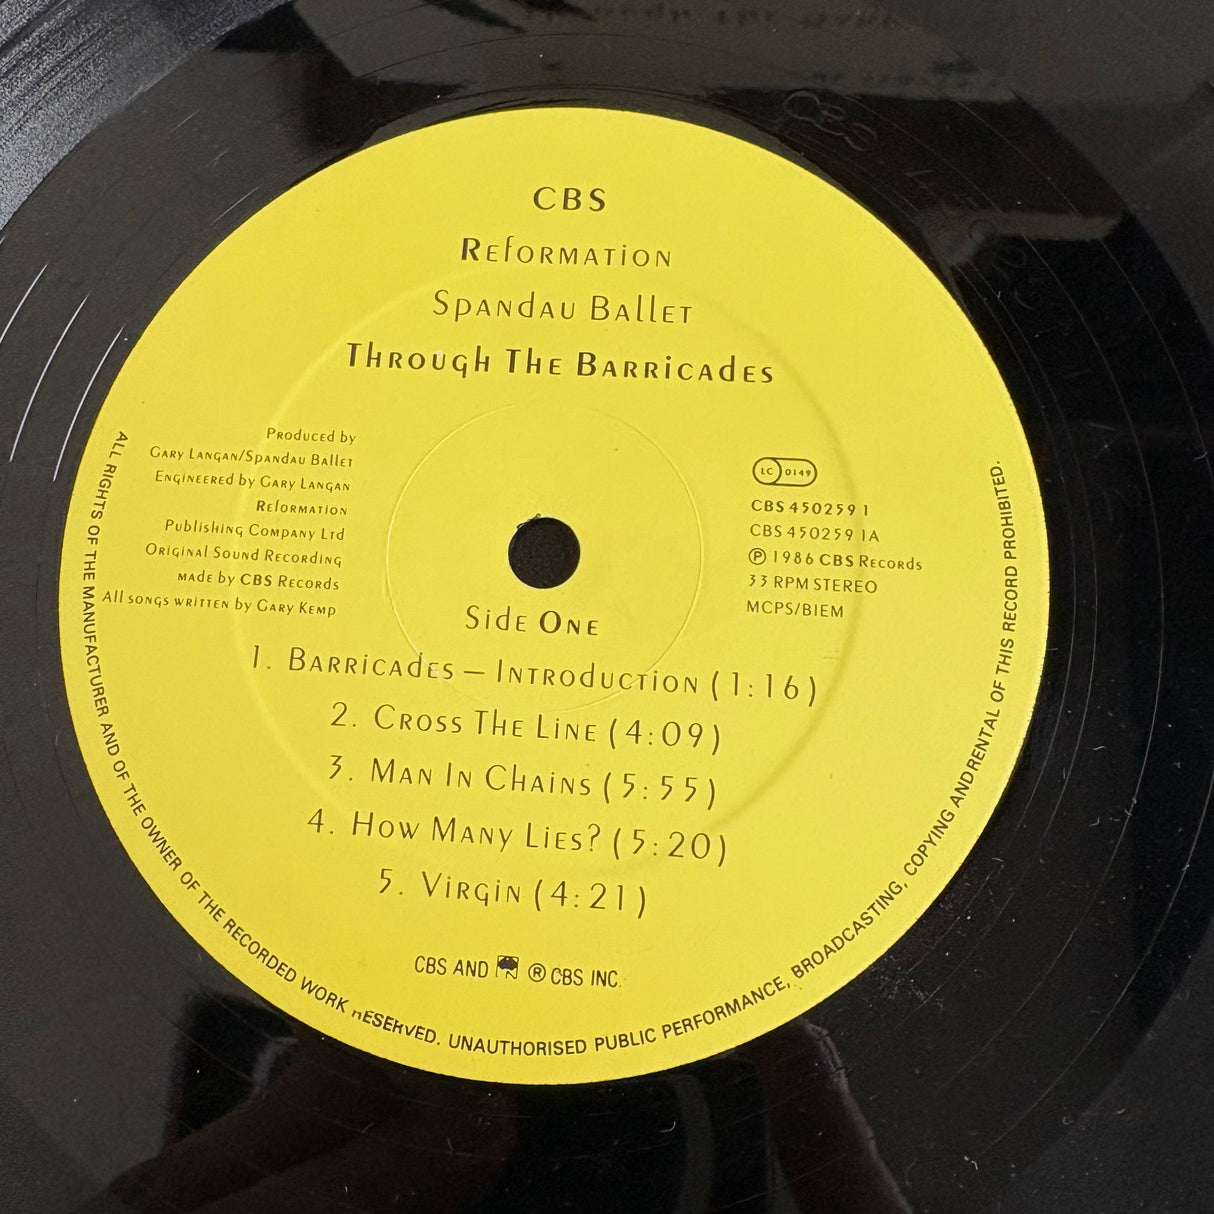 CBS
Reformation
Spandau Ballet
Through The Barricades
Produced by
Gary Langan/Spandau Ballet
Engineered by Gary Langan
Reformation
Publishing Company Ltd
Original Sound Recording
made by CBS Records
All songs written by Gary Kemp
LC 0149
CBS 450259 1
CBS 450259 1A
℗ 1986 CBS Records
33 RPM STEREO
MCPS/BIEM
Side One
1. Barricades – Introduction (1:16)
2. Cross The Line (4:09)
3. Man In Chains (5:55)
4. How Many Lies? (5:20)
5. Virgin (4:21)
CBS AND ® CBS INC.
ALL RIGHTS OF THE MANUFACTURER AND OF THE OWNER OF THE RECORDED WORK RESERVED. UNAUTHORISED PUBLIC PERFORMANCE, BROADCASTING, COPYING AND RENTAL OF THIS RECORD PROHIBITED.
CBS